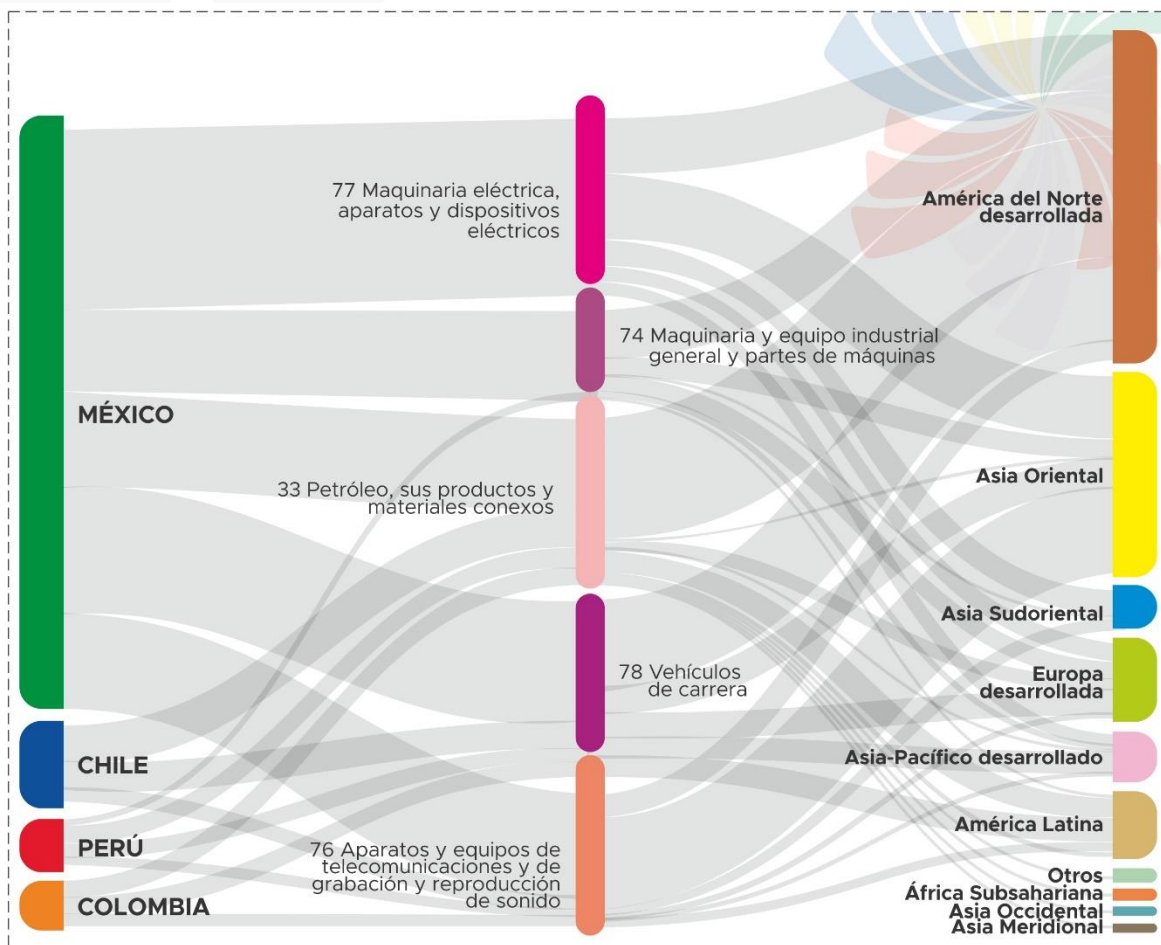 MÉXICO
CHILE
PERÚ
COLOMBIA
77 Maquinaria eléctrica,
aparatos y dispositivos
eléctricos
74 Maquinaria y equipo industrial
general y partes de máquinas
33 Petróleo, sus productos y
materiales conexos
78 Vehículos
de carrera
76 Aparatos y equipos de
telecomunicaciones y de
grabación y reproducción
de sonido
América del Norte
desarrollada
Asia Oriental
Asia Sudoriental
Europa
desarrollada
Asia-Pacífico desarrollado
América Latina
Otros
África Subsahariana
Asia Occidental
Asia Meridional